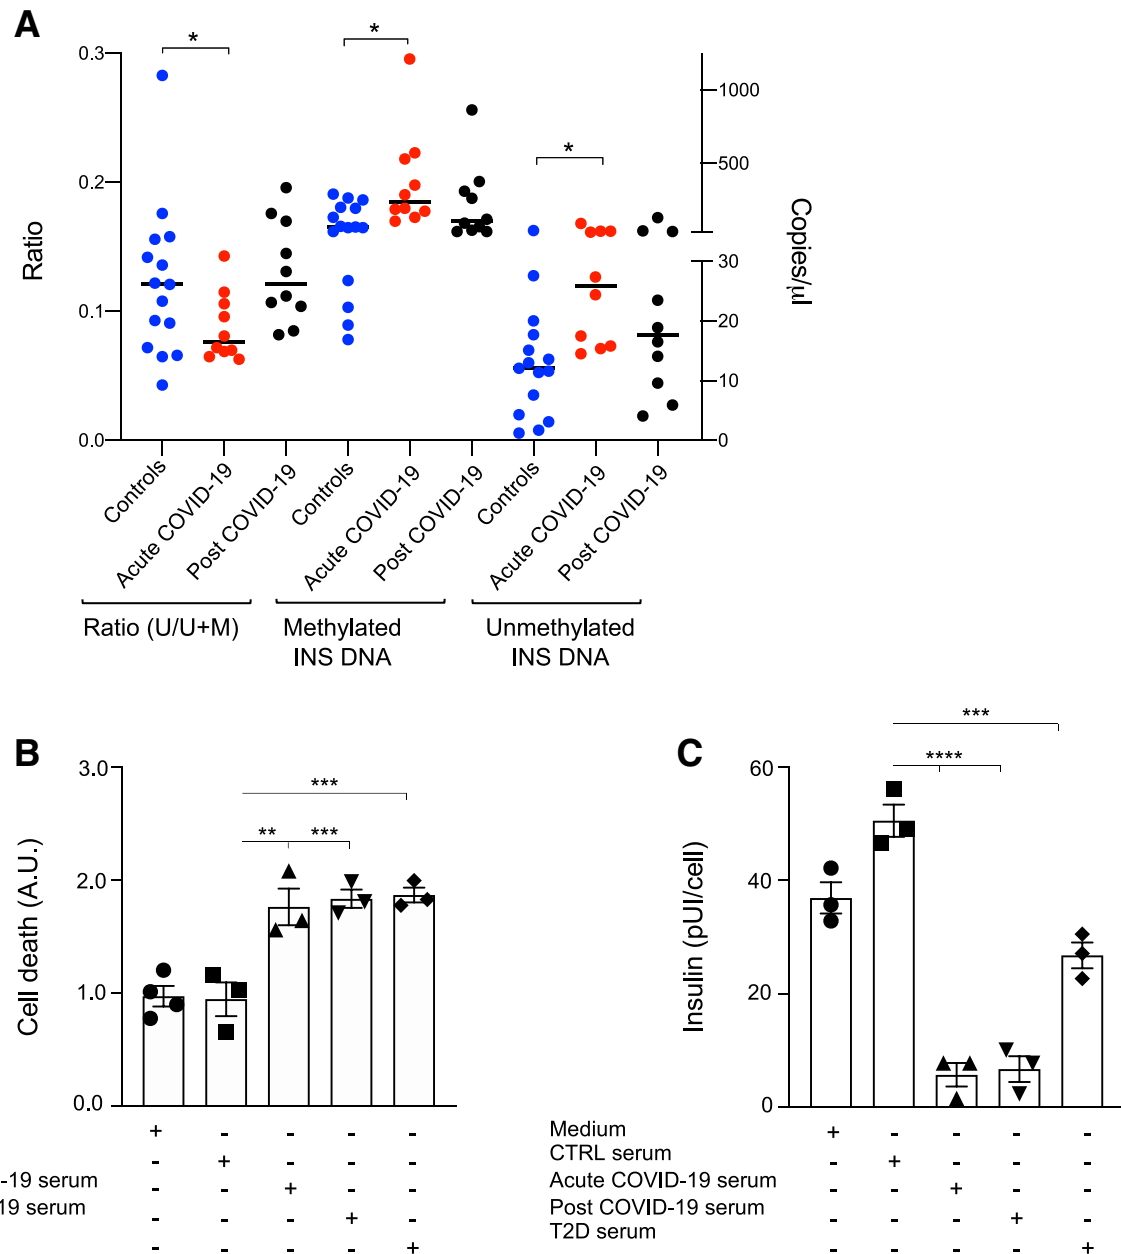 A
*
*
*
0.3
0.2
0.1
0.0
Ratio
1000
500
30
20
10
0
Copies/µl
Controls
Acute COVID-19
Post COVID-19
Controls
Acute COVID-19
Post COVID-19
Controls
Acute COVID-19
Post COVID-19
Ratio (U/U+M)
Methylated
INS DNA
Unmethylated
INS DNA
B
3.0
2.0
1.0
0.0
Cell death (A.U.)
***
** ***
+ - - - -
- + - - -
-19 serum - - + - -
19 serum - - - + -
- - - - +
C
60
40
20
0
Insulin (pUI/cell)
***
****
Medium + - - - -
CTRL serum - + - - -
Acute COVID-19 serum - - + - -
Post COVID-19 serum - - - + -
T2D serum - - - - +